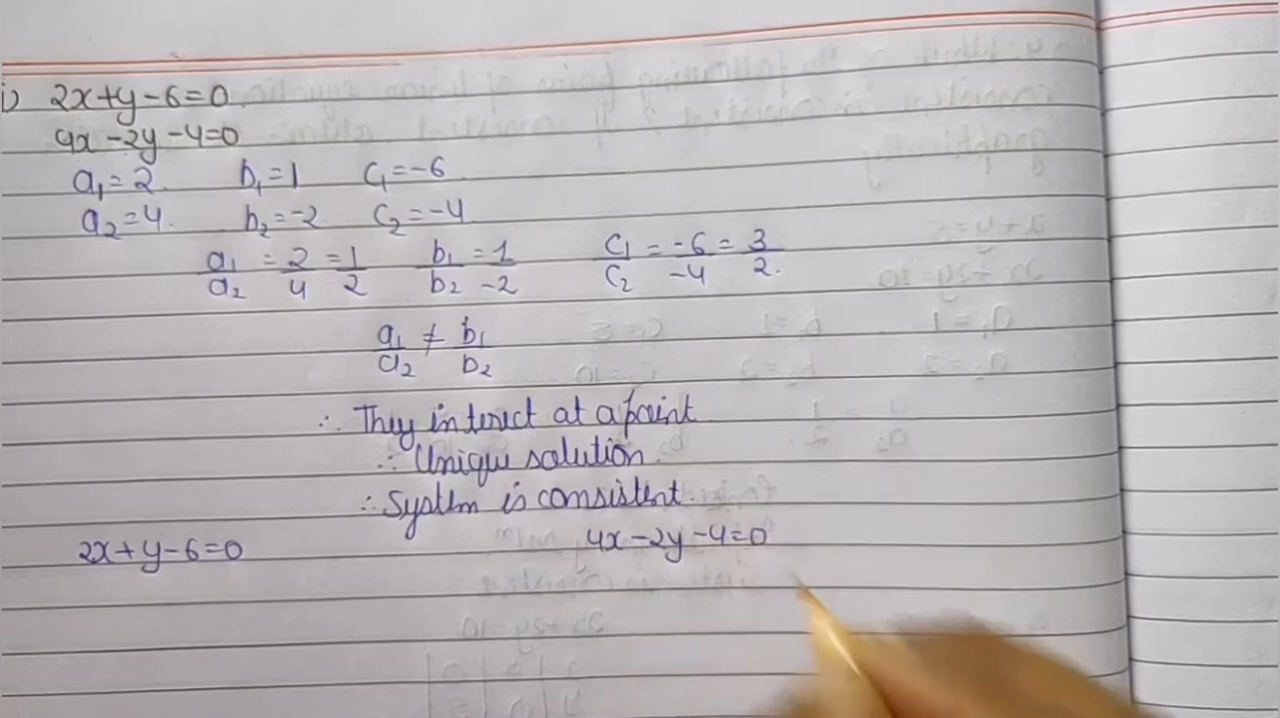 i) 2x+y-6=0
4x-2y-4=0
a₁=2 b₁=1 c₁=-6
a₂=4. b₂=-2 c₂=-4
a₁/a₂ = 2/4 = 1/2 b₁/b₂ = 1/-2 c₁/c₂ = -6/-4 = 3/2.
a₁/a₂ ≠ b₁/b₂
∴ They interect at a point
∴ Unique solution.
∴ System is consistent.
2x+y-6=0 4x-2y-4=0